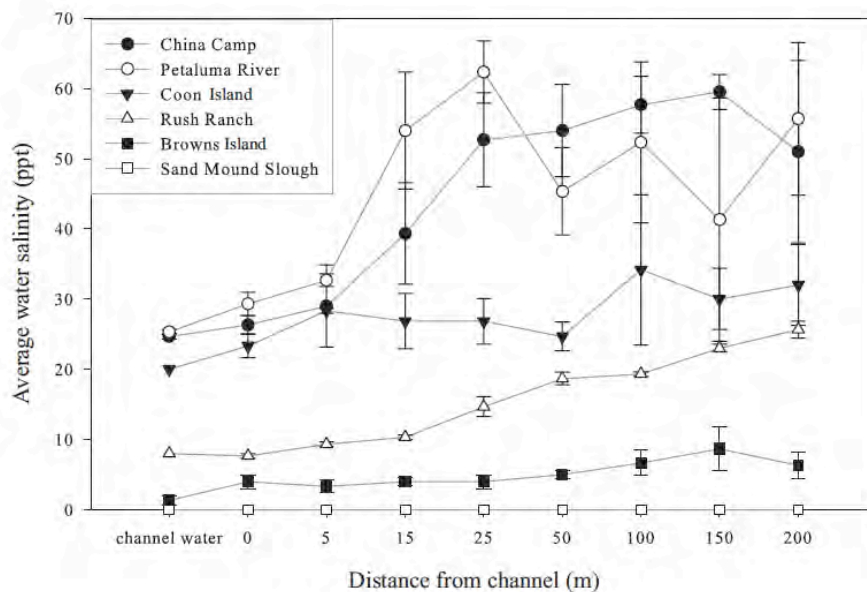 70
60
50
40
30
20
10
0
Average water salinity (ppt)
China Camp
Petaluma River
Coon Island
Rush Ranch
Browns Island
Sand Mound Slough
channel water 0 5 15 25 50 100 150 200
Distance from channel (m)